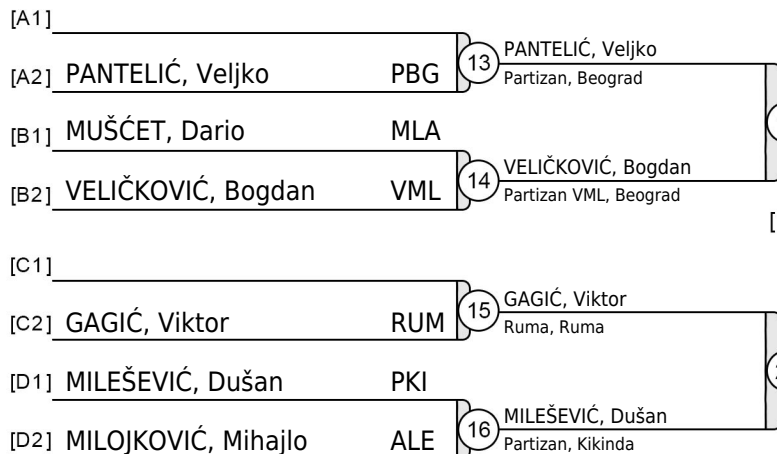 [A1]
[A2] PANTELIĆ, Veljko PBG
13
PANTELIĆ, Veljko
Partizan, Beograd
[B1] MUŠĆET, Dario MLA
[B2] VELIČKOVIĆ, Bogdan VML
14
VELIČKOVIĆ, Bogdan
Partizan VML, Beograd
[
[C1]
[C2] GAGIĆ, Viktor RUM
15
GAGIĆ, Viktor
Ruma, Ruma
[D1] MILEŠEVIĆ, Dušan PKI
[D2] MILOJKOVIĆ, Mihajlo ALE
16
MILEŠEVIĆ, Dušan
Partizan, Kikinda